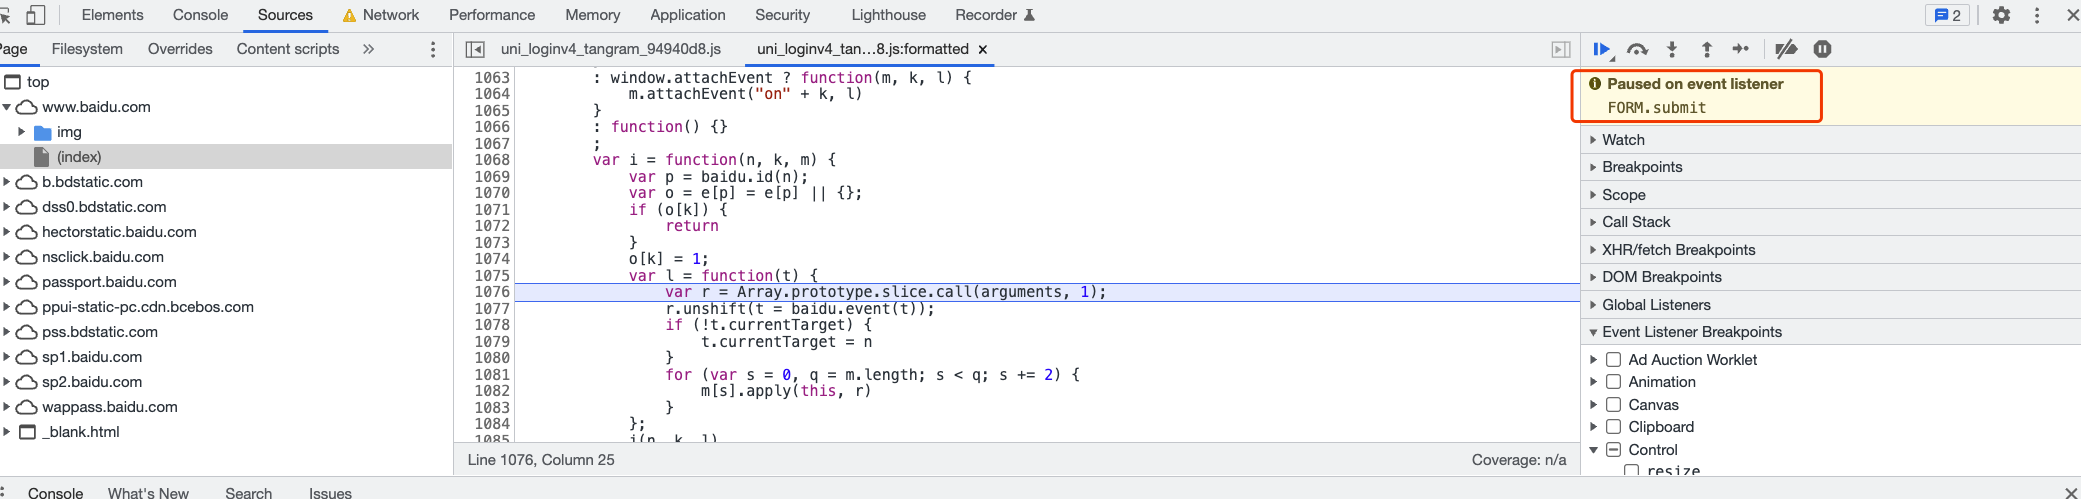 Elements Console Sources Network Performance Memory Application Security Lighthouse Recorder 2
Page Filesystem Overrides Content scripts
top
www.baidu.com
img
(index)
b.bdstatic.com
dss0.bdstatic.com
hectorstatic.baidu.com
nsclick.baidu.com
passport.baidu.com
ppui-static-pc.cdn.bcebos.com
pss.bdstatic.com
sp1.baidu.com
sp2.baidu.com
wappass.baidu.com
_blank.html
uni_loginv4_tangram_94940d8.js uni_loginv4_tan…8.js:formatted
1063 : window.attachEvent ? function(m, k, l) {
1064 m.attachEvent("on" + k, l)
1065 }
1066 : function() {}
1067 ;
1068 var i = function(n, k, m) {
1069 var p = baidu.id(n);
1070 var o = e[p] = e[p] || {};
1071 if (o[k]) {
1072 return
1073 }
1074 o[k] = 1;
1075 var l = function(t) {
1076 var r = Array.prototype.slice.call(arguments, 1);
1077 r.unshift(t = baidu.event(t));
1078 if (!t.currentTarget) {
1079 t.currentTarget = n
1080 }
1081 for (var s = 0, q = m.length; s < q; s += 2) {
1082 m[s].apply(this, r)
1083 }
1084 };
1085 i(n, k, l)
Line 1076, Column 25 Coverage: n/a
Paused on event listener
FORM.submit
Watch
Breakpoints
Scope
Call Stack
XHR/fetch Breakpoints
DOM Breakpoints
Global Listeners
Event Listener Breakpoints
Ad Auction Worklet
Animation
Canvas
Clipboard
Control
resize
Console What's New Search Issues